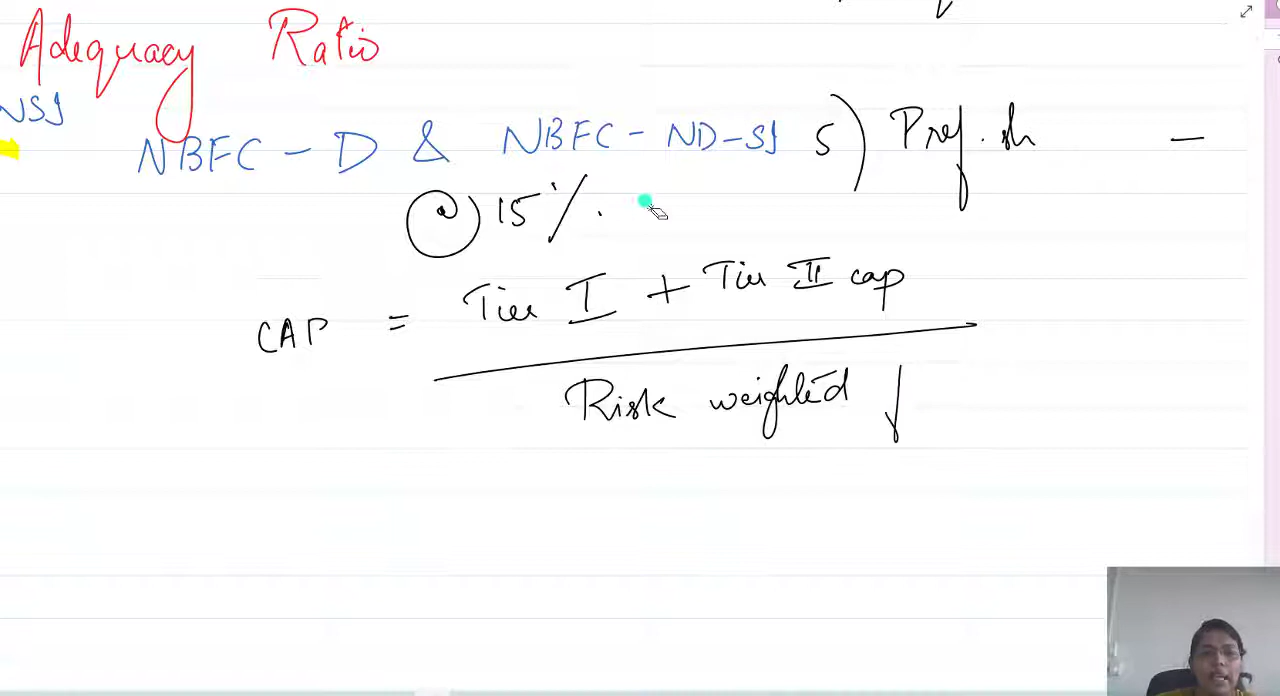 Adequacy Ratio
NSI
NBFC - D & NBFC - ND-SI 5) Pref. sh -
@ 15%.
CAP = Tier I + Tier II cap
Risk weighted